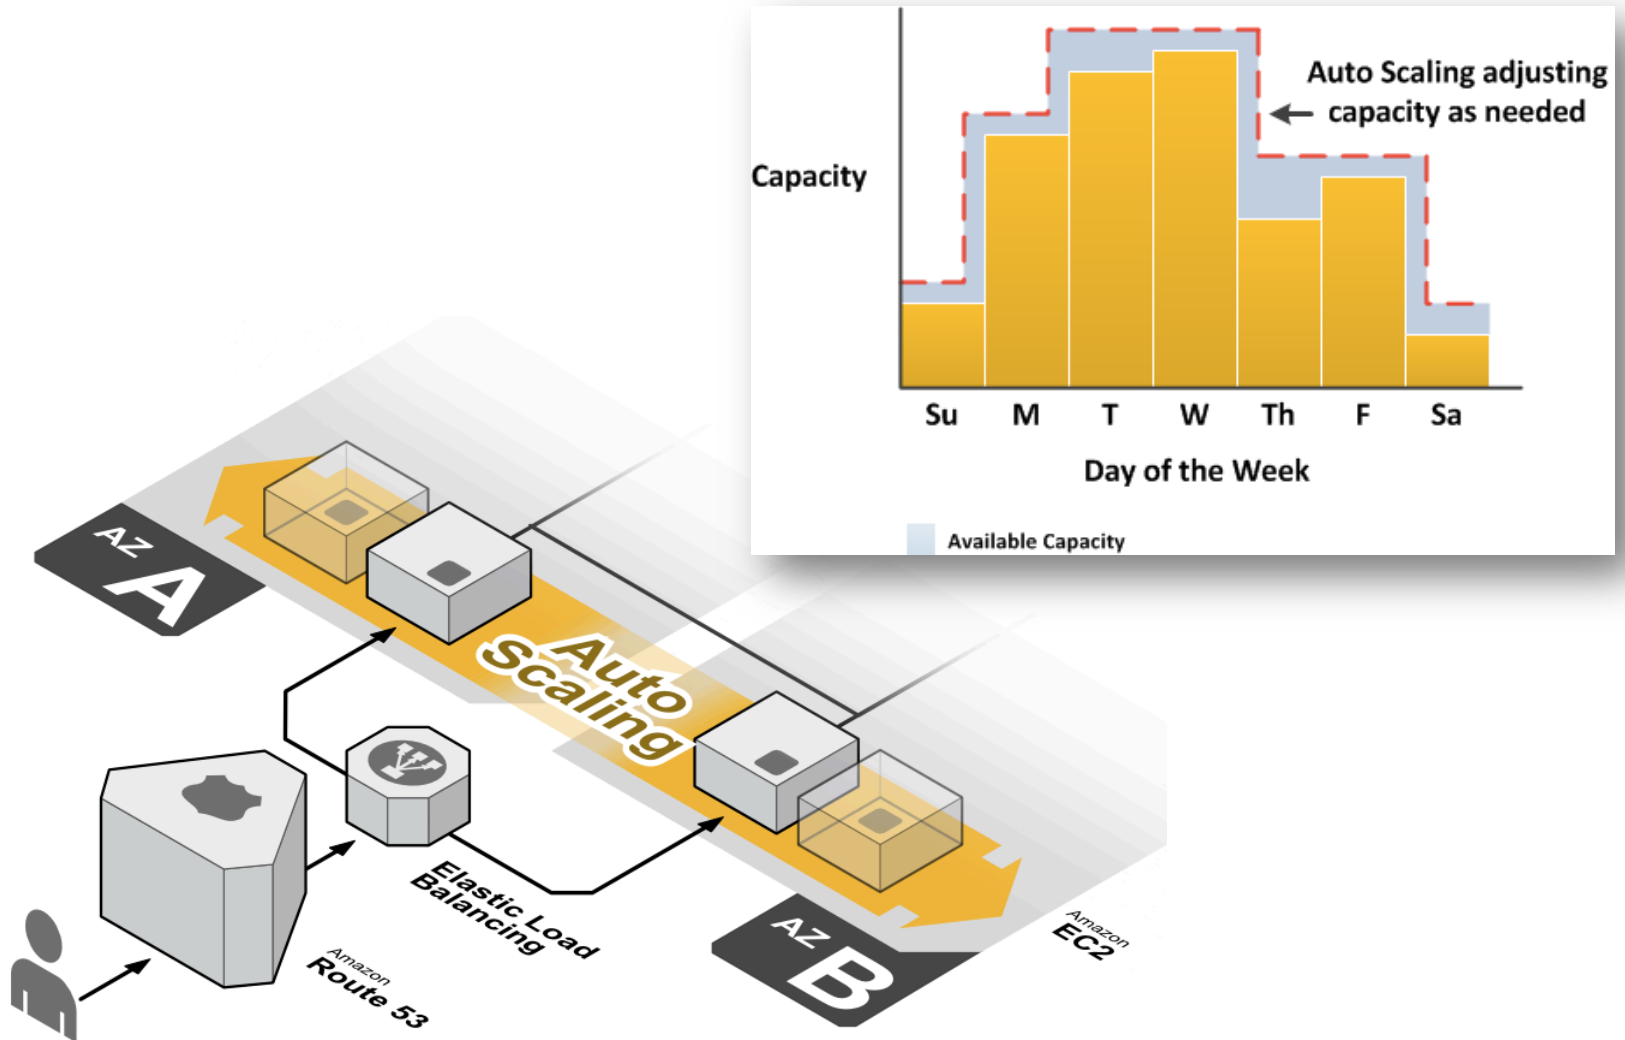 Auto Scaling adjusting
capacity as needed
Capacity
Su M T W Th F Sa
Day of the Week
Available Capacity
AZ
A
Auto
Scaling
Elastic Load
Balancing
Amazon
Route 53
AZ
B
Amazon
EC2